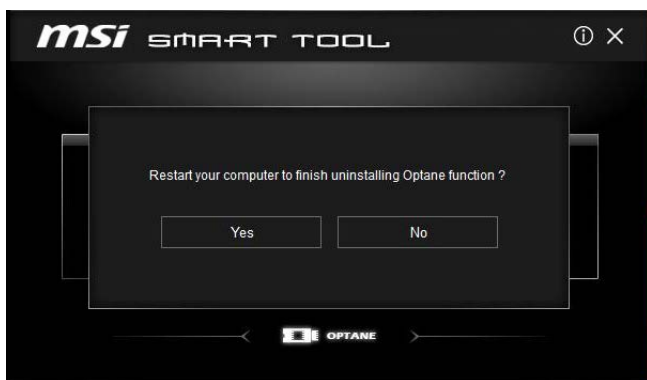 msi SMART TOOL
Restart your computer to finish uninstalling Optane function ?
Yes No
OPTANE